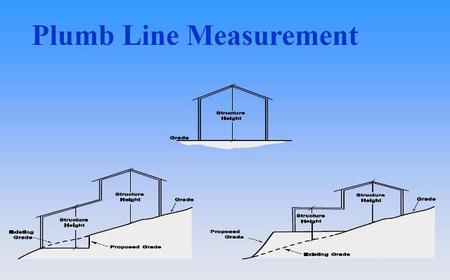 Plumb Line Measurement
Structure
Height
Grade
Structure
Height
Grade
Structure
Height
Existing
Grade
Proposed Grade
Structure
Height
Grade
Structure
Height
Proposed
Grade
Existing Grade